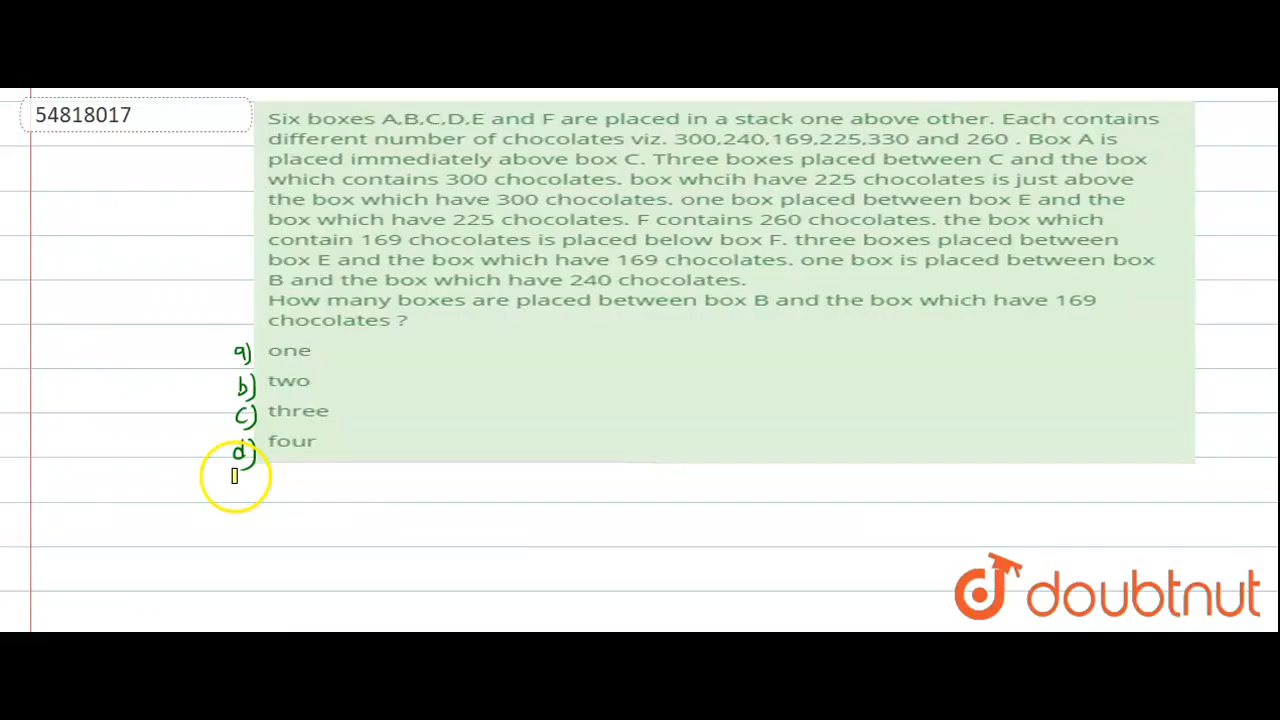 54818017
Six boxes A,B,C,D,E and F are placed in a stack one above other. Each contains
different number of chocolates viz. 300,240,169,225,330 and 260 . Box A is
placed immediately above box C. Three boxes placed between C and the box
which contains 300 chocolates. box whcih have 225 chocolates is just above
the box which have 300 chocolates. one box placed between box E and the
box which have 225 chocolates. F contains 260 chocolates. the box which
contain 169 chocolates is placed below box F. three boxes placed between
box E and the box which have 169 chocolates. one box is placed between box
B and the box which have 240 chocolates.
How many boxes are placed between box B and the box which have 169
chocolates ?
a) one
b) two
c) three
d) four
doubtnut